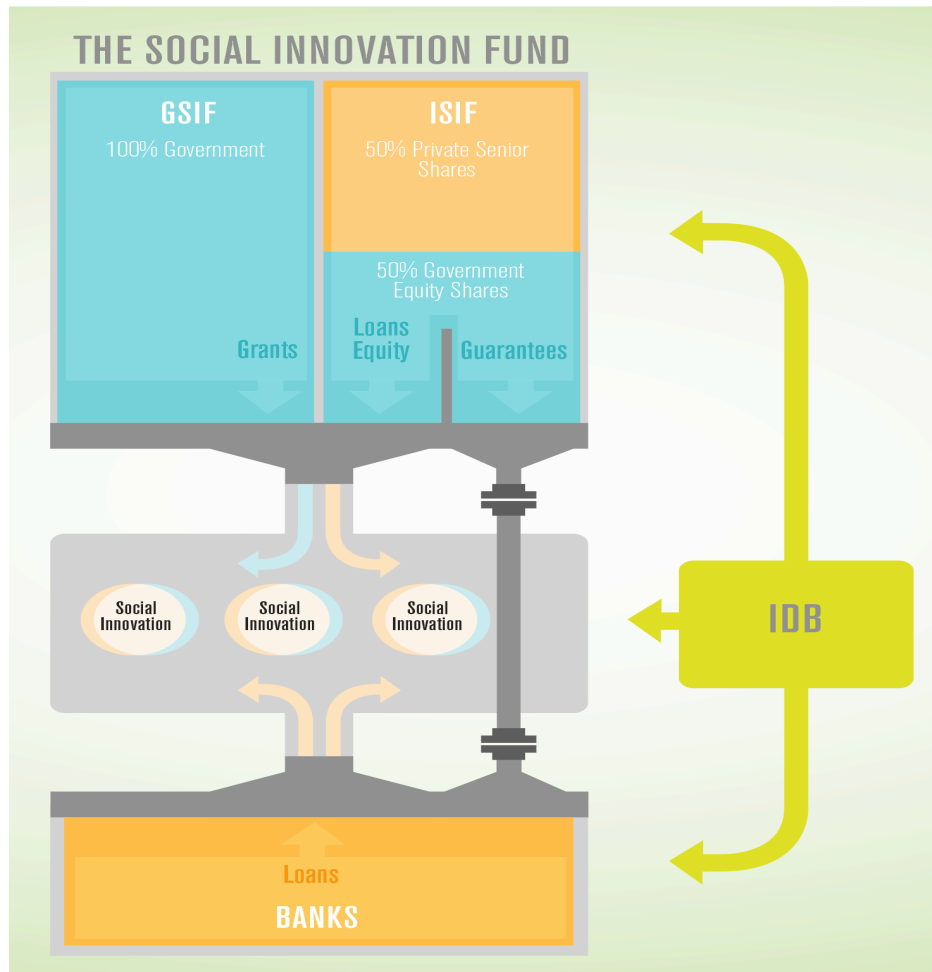 THE SOCIAL INNOVATION FUND
GSIF
100% Government
ISIF
50% Private Senior
Shares
50% Government
Equity Shares
Grants
Loans
Equity
Guarantees
Social
Innovation
Social
Innovation
Social
Innovation
IDB
Loans
BANKS